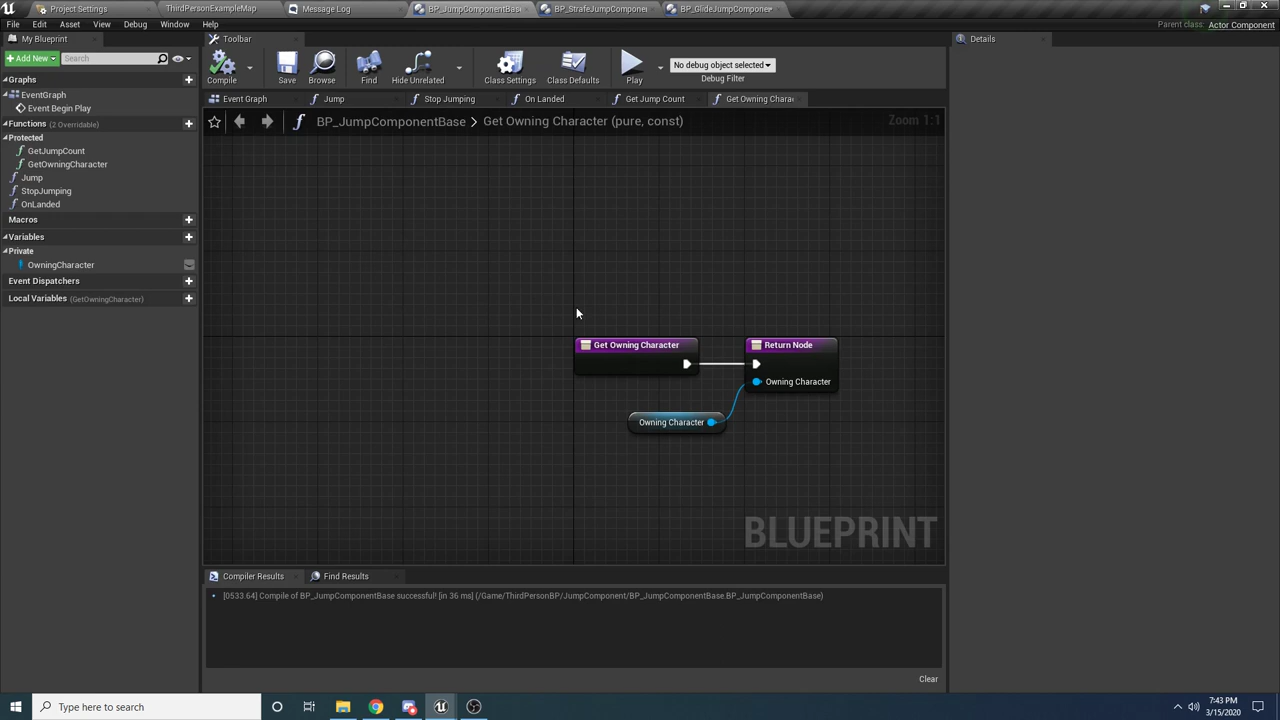 Project Settings
ThirdPersonExampleMap
Message Log
BP_JumpComponentBas
BP_StrafeJumpComponen
BP_GlideJumpComponen
File
Edit
Asset
View
Debug
Window
Help
Parent class:
Actor Component
My Blueprint
Toolbar
Details
Add New
Search
Compile
Save
Browse
Find
Hide Unrelated
Class Settings
Class Defaults
Play
No debug object selected
Debug Filter
Graphs
EventGraph
Event Begin Play
Functions (2 Overridable)
Protected
GetJumpCount
GetOwningCharacter
Jump
StopJumping
OnLanded
Macros
Variables
Private
OwningCharacter
Event Dispatchers
Local Variables (GetOwningCharacter)
Event Graph
Jump
Stop Jumping
On Landed
Get Jump Count
Get Owning Charac
BP_JumpComponentBase > Get Owning Character (pure, const)
Zoom 1:1
Get Owning Character
Return Node
Owning Character
Owning Character
BLUEPRINT
Compiler Results
Find Results
[0533.64] Compile of BP_JumpComponentBase successful! [in 36 ms] (/Game/ThirdPersonBP/JumpComponent/BP_JumpComponentBase.BP_JumpComponentBase)
Clear
Type here to search
7:43 PM
3/15/2020